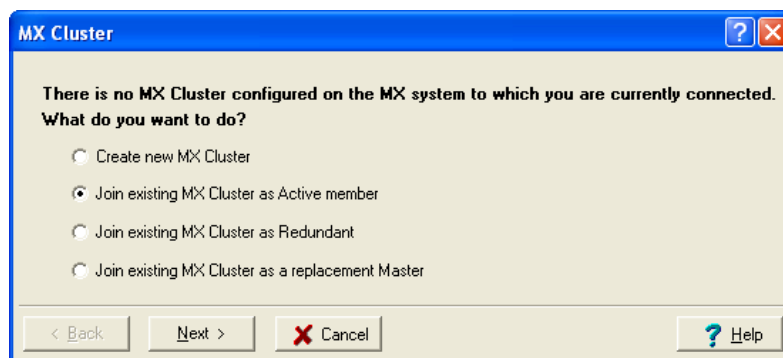 MX Cluster
There is no MX Cluster configured on the MX system to which you are currently connected.
What do you want to do?
Create new MX Cluster
Join existing MX Cluster as Active member
Join existing MX Cluster as Redundant
Join existing MX Cluster as a replacement Master
< Back Next > Cancel ? Help